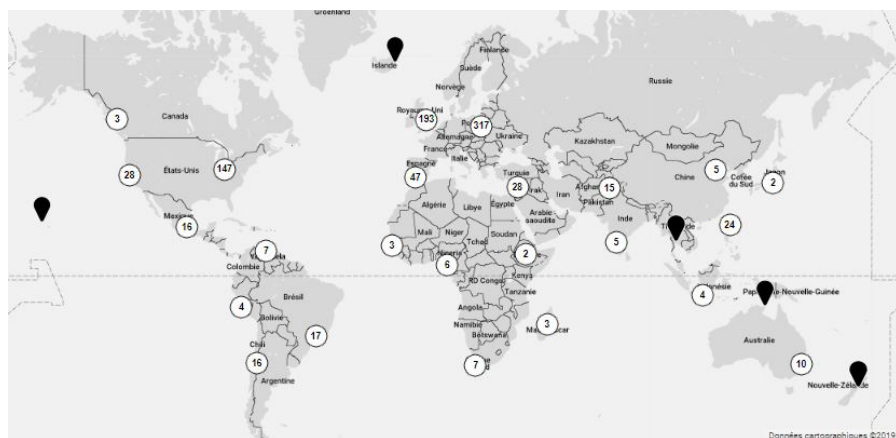 Groenland
Islande
Finlande
Suède
Norvège
Russie
Canada
3
Royaume-Uni
193
317
Allemagne
Ukraine
Kazakhstan
Mongolie
France
États-Unis
147
28
Espagne
47
Italie
Turquie
28
Irak
Iran
15
Pakistan
Chine
5
Corée
du Sud
Japon
2
Mexique
16
Algérie
Libye
Égypte
Arabie
saoudite
Inde
24
Mali
Niger
Tchad
Soudan
3
6
2
5
7
Colombie
RD Congo
Kenya
Tanzanie
4
Papouasie-Nouvelle-Guinée
4
Brésil
Bolivie
17
Angola
Namibie
Botswana
Madagascar
3
Chili
16
7
Australie
10
Argentine
Nouvelle-Zélande
Données cartographiques ©2019